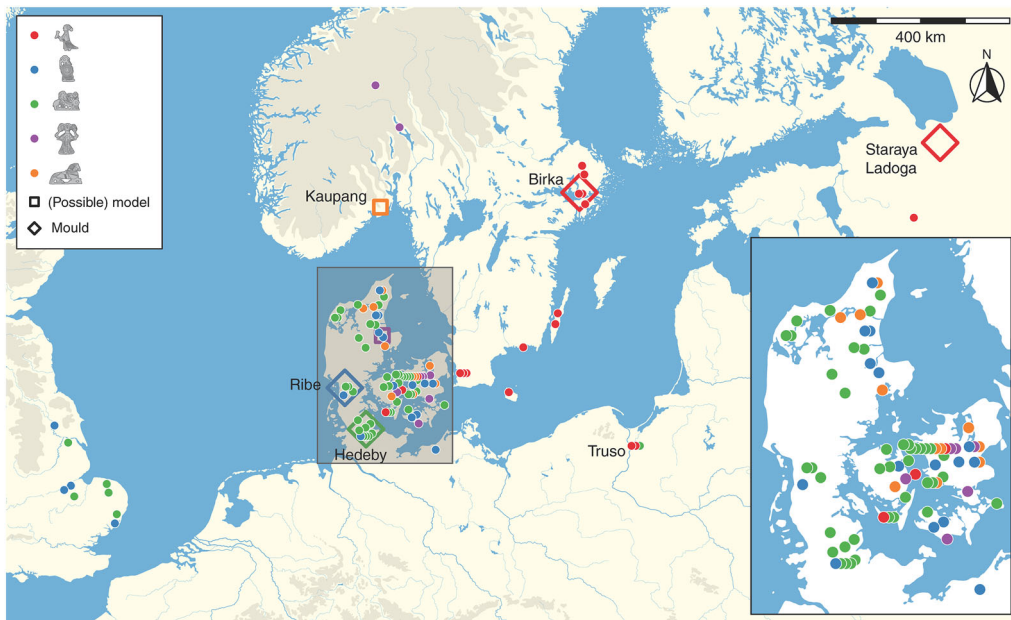 (Possible) model
Mould
400 km
N
Kaupang
Birka
Staraya
Ladoga
Ribe
Hedeby
Truso